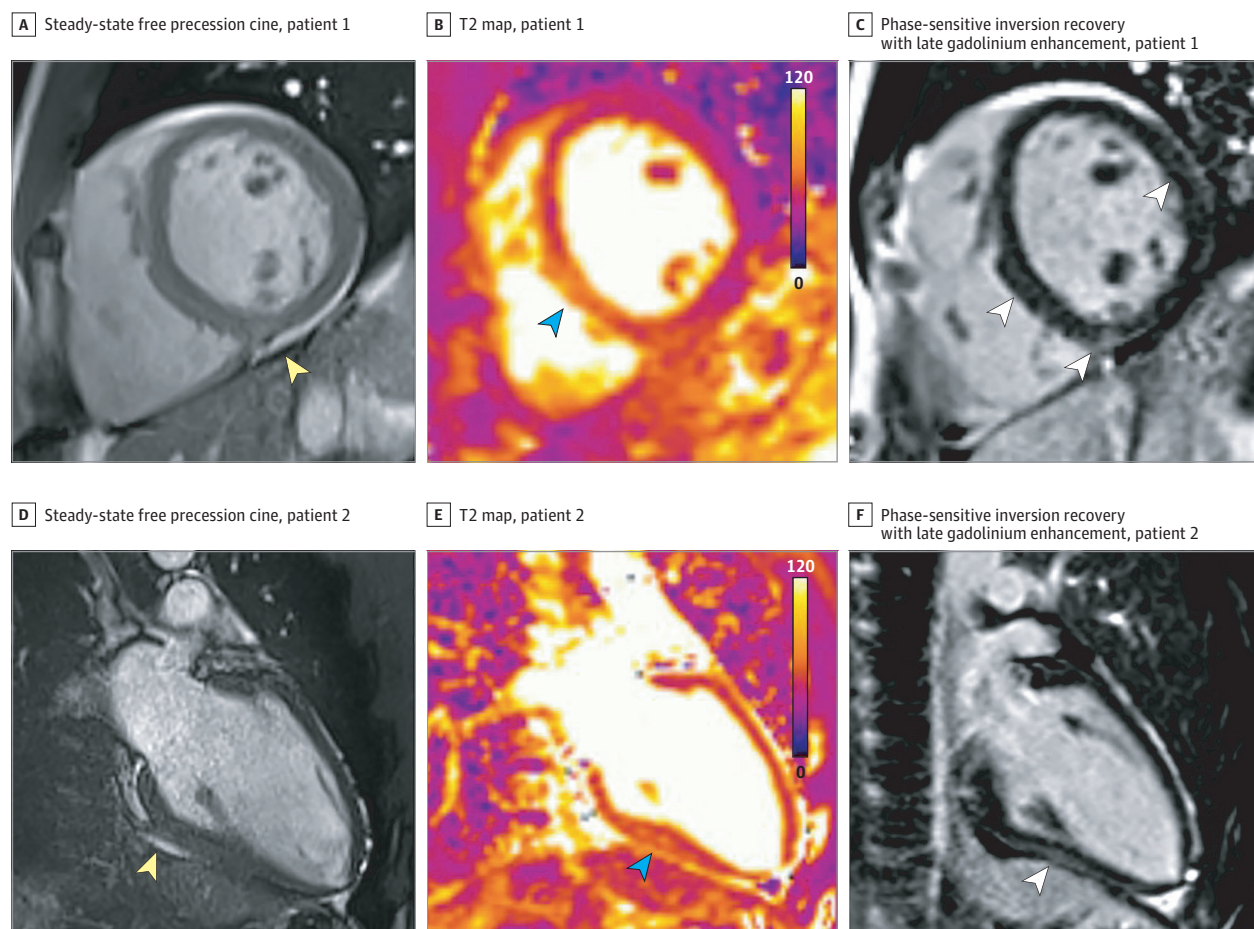 A Steady-state free precession cine, patient 1
B T2 map, patient 1
C Phase-sensitive inversion recovery
with late gadolinium enhancement, patient 1
120
0
D Steady-state free precession cine, patient 2
E T2 map, patient 2
F Phase-sensitive inversion recovery
with late gadolinium enhancement, patient 2
120
0